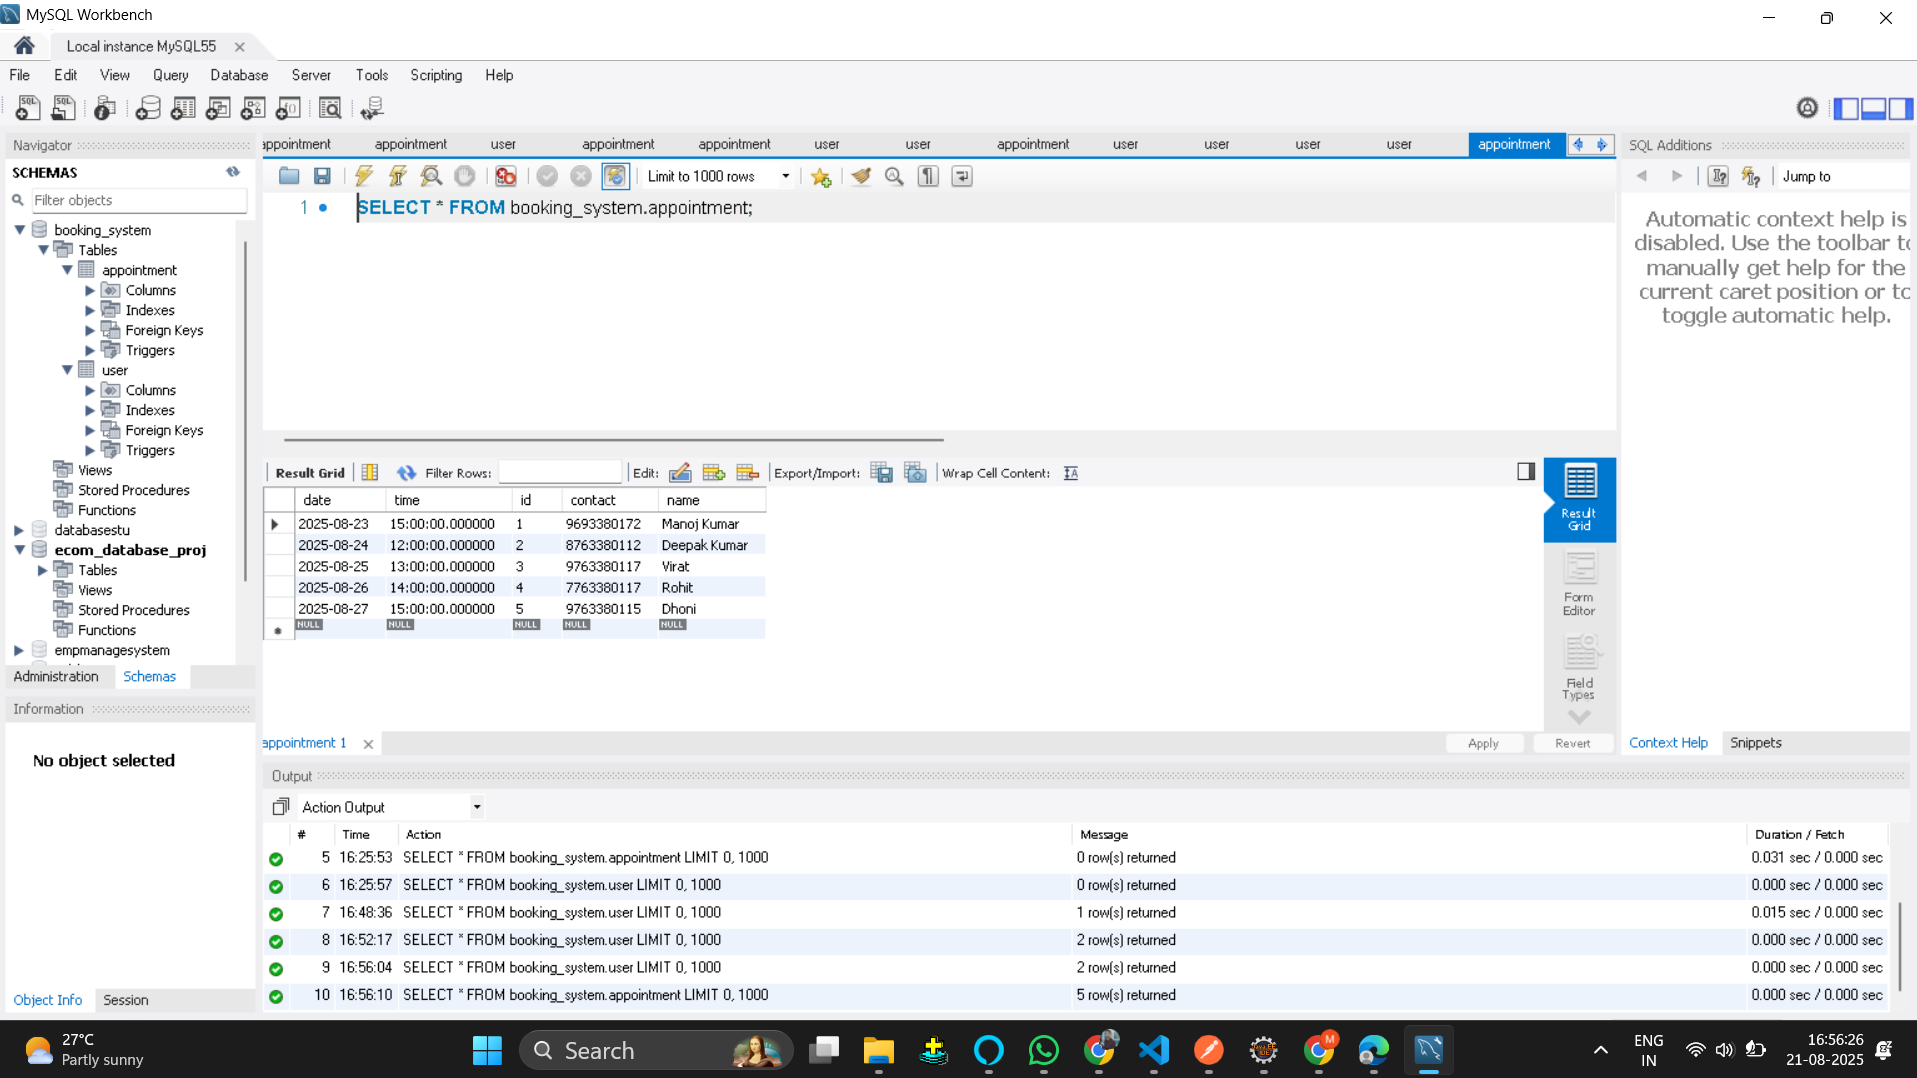 MySQL Workbench
Local instance MySQL55
File Edit View Query Database Server Tools Scripting Help
Navigator
SCHEMAS
Filter objects
booking_system
Tables
appointment
Columns
Indexes
Foreign Keys
Triggers
user
Columns
Indexes
Foreign Keys
Triggers
Views
Stored Procedures
Functions
databasestu
ecom_database_proj
Tables
Views
Stored Procedures
Functions
empmanagesystem
Administration Schemas
Information
No object selected
Object Info Session
appointment appointment user appointment appointment user user appointment user user user user appointment
Limit to 1000 rows
1 SELECT * FROM booking_system.appointment;
Result Grid Filter Rows: Edit: Export/Import: Wrap Cell Content:
date time id contact name
2025-08-23 15:00:00.000000 1 9693380172 Manoj Kumar
2025-08-24 12:00:00.000000 2 8763380112 Deepak Kumar
2025-08-25 13:00:00.000000 3 9763380117 Virat
2025-08-26 14:00:00.000000 4 7763380117 Rohit
2025-08-27 15:00:00.000000 5 9763380115 Dhoni
NULL NULL NULL NULL NULL
Result
Grid
Form
Editor
Field
Types
appointment 1
Apply Revert
SQL Additions
Jump to
Automatic context help is
disabled. Use the toolbar to
manually get help for the
current caret position or to
toggle automatic help.
Context Help Snippets
Output
Action Output
# Time Action Message Duration / Fetch
5 16:25:53 SELECT * FROM booking_system.appointment LIMIT 0, 1000 0 row(s) returned 0.031 sec / 0.000 sec
6 16:25:57 SELECT * FROM booking_system.user LIMIT 0, 1000 0 row(s) returned 0.000 sec / 0.000 sec
7 16:48:36 SELECT * FROM booking_system.user LIMIT 0, 1000 1 row(s) returned 0.015 sec / 0.000 sec
8 16:52:17 SELECT * FROM booking_system.user LIMIT 0, 1000 2 row(s) returned 0.000 sec / 0.000 sec
9 16:56:04 SELECT * FROM booking_system.user LIMIT 0, 1000 2 row(s) returned 0.000 sec / 0.000 sec
10 16:56:10 SELECT * FROM booking_system.appointment LIMIT 0, 1000 5 row(s) returned 0.000 sec / 0.000 sec
27°C
Partly sunny
Search
ENG
IN
16:56:26
21-08-2025